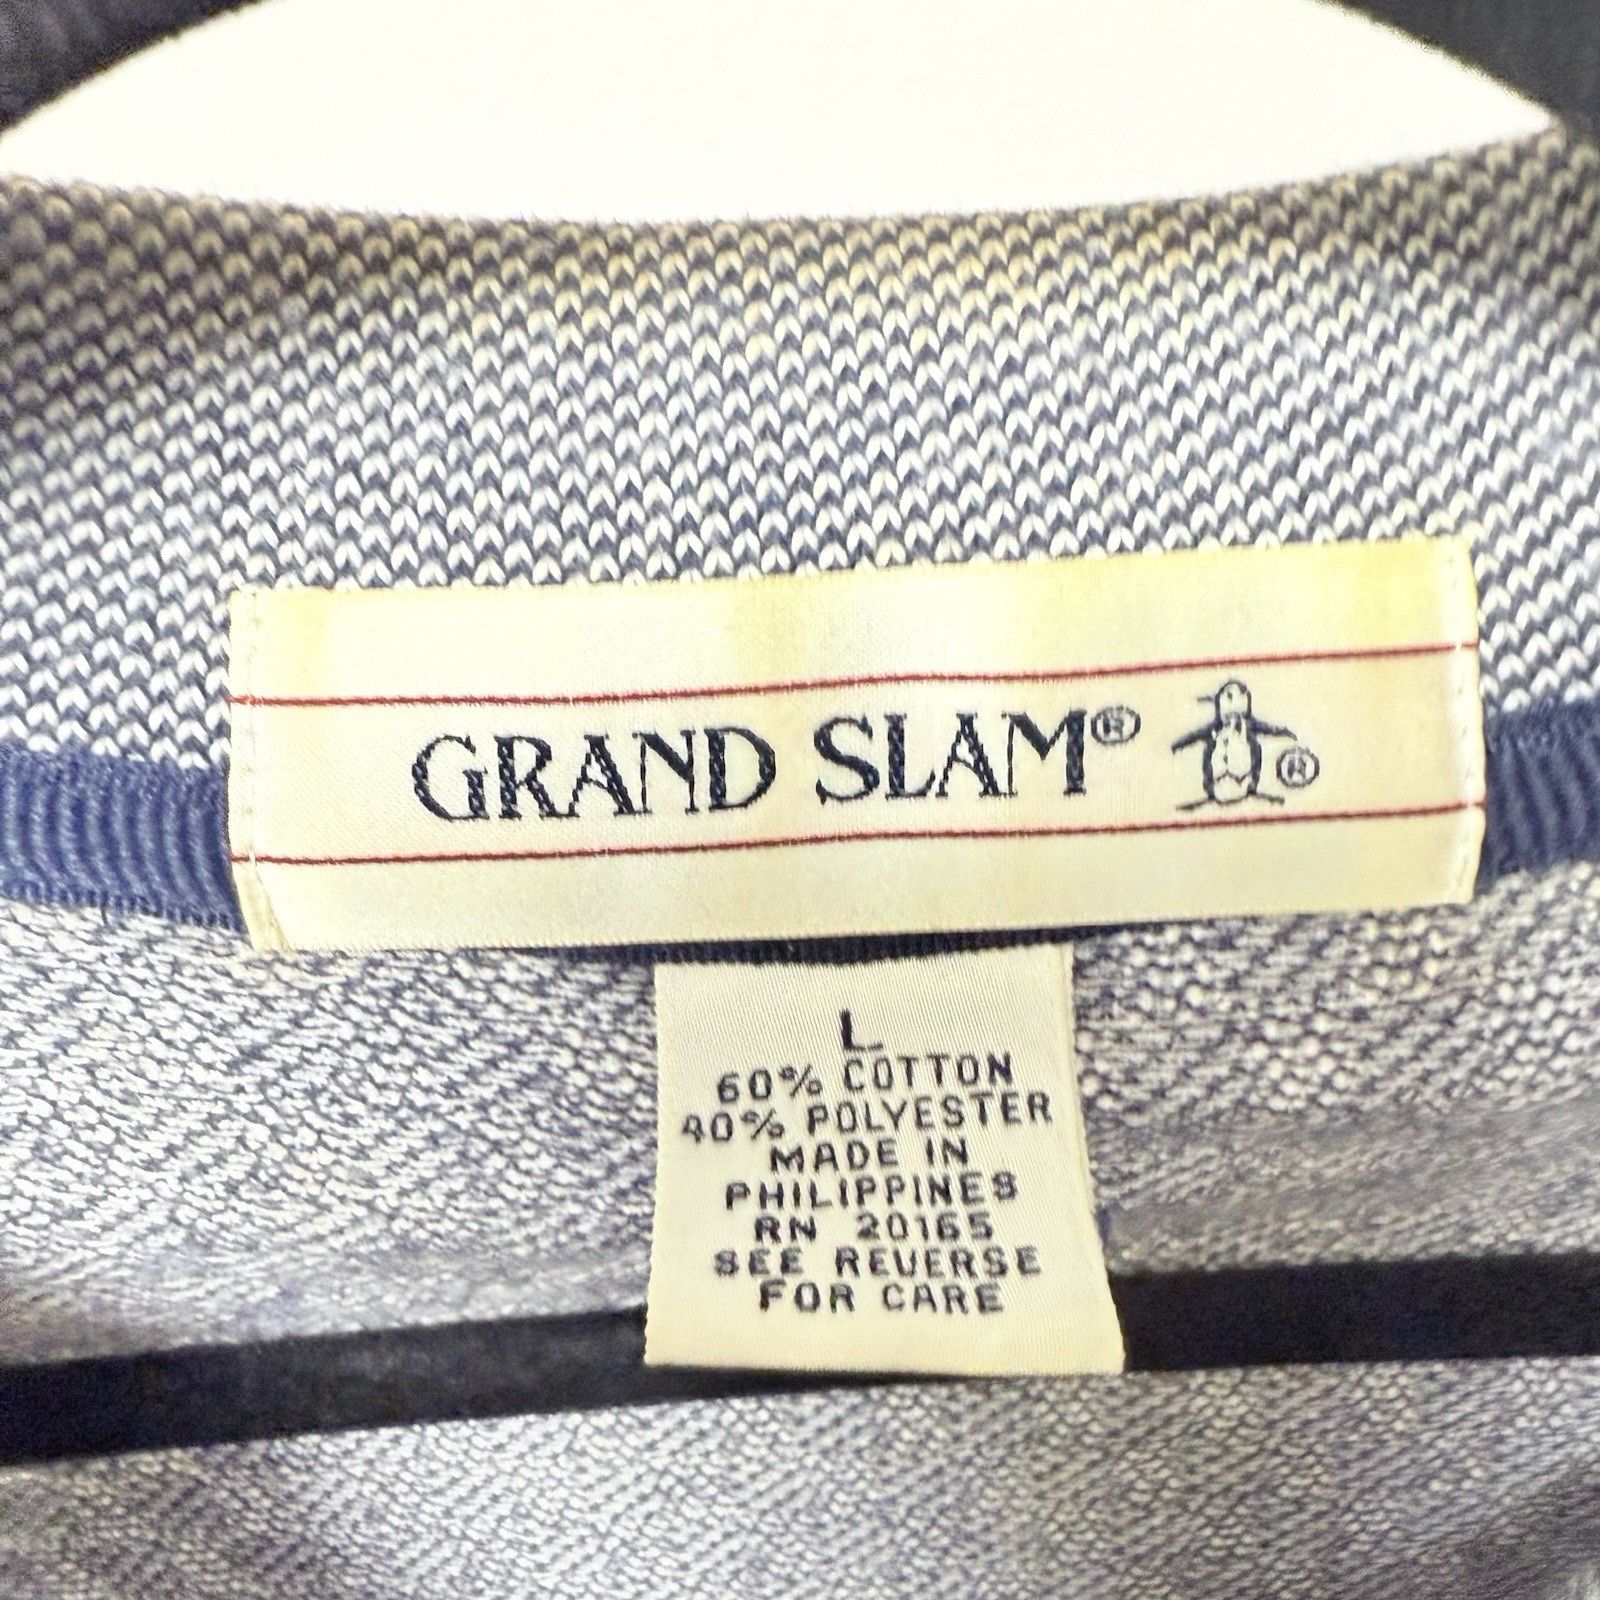 GRAND SLAM® ®
L
60% COTTON
40% POLYESTER
MADE IN
PHILIPPINES
RN 20165
SEE REVERSE
FOR CARE